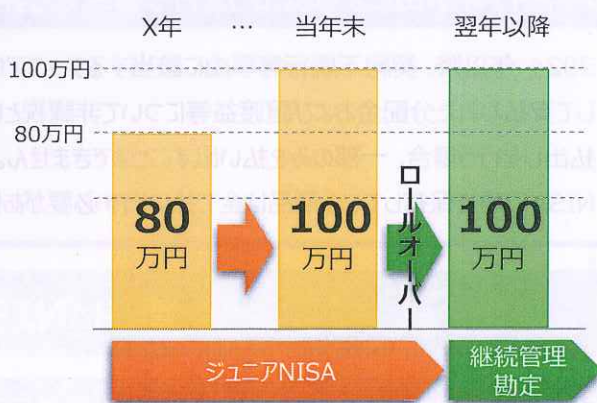 X年 … 当年末 翌年以降
100万円
80万円
80
万円
100
万円
ロールオーバー
100
万円
ジュニアNISA
継続管理
勘定